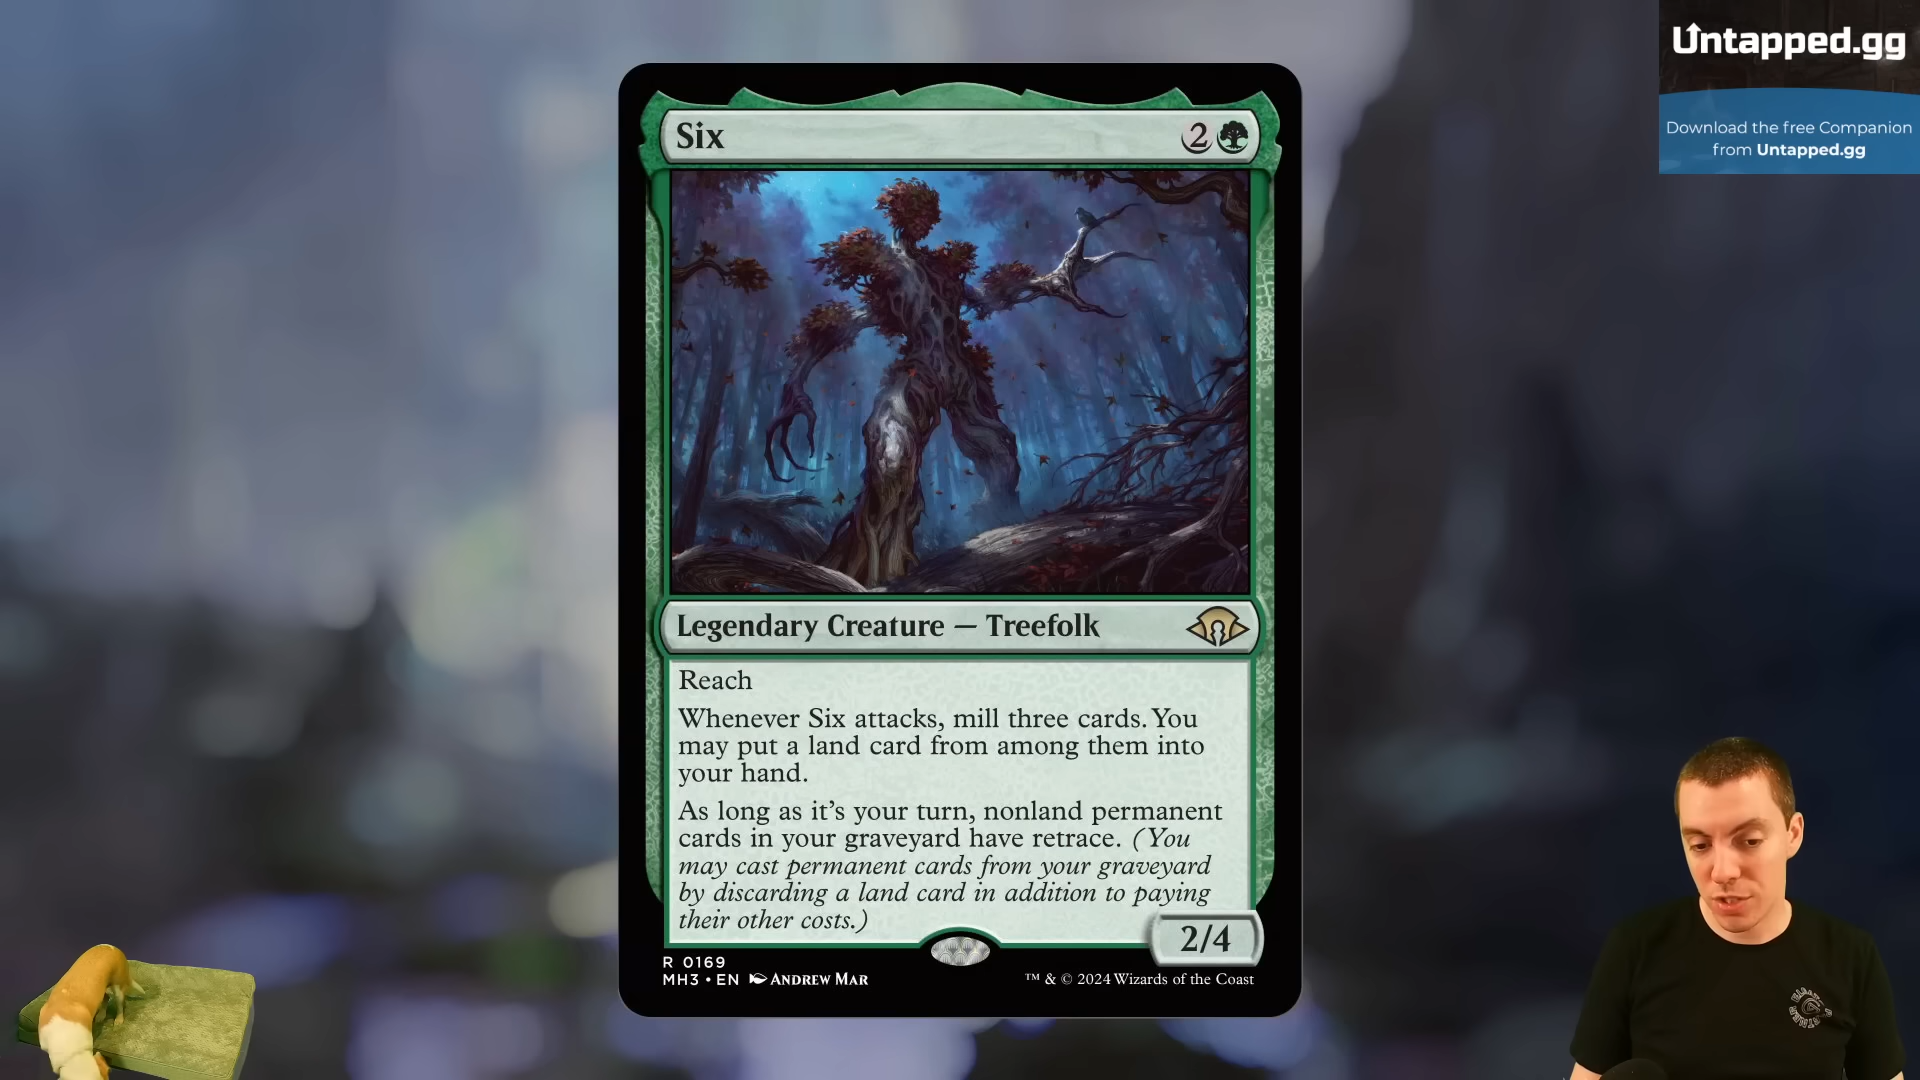 Untapped.gg
Download the free Companion
from Untapped.gg
Six
2
Legendary Creature — Treefolk
Reach
Whenever Six attacks, mill three cards. You
may put a land card from among them into
your hand.
As long as it's your turn, nonland permanent
cards in your graveyard have retrace. (You
may cast permanent cards from your graveyard
by discarding a land card in addition to paying
their other costs.)
2/4
R 0169
MH3 • EN ANDREW MAR
™ & © 2024 Wizards of the Coast